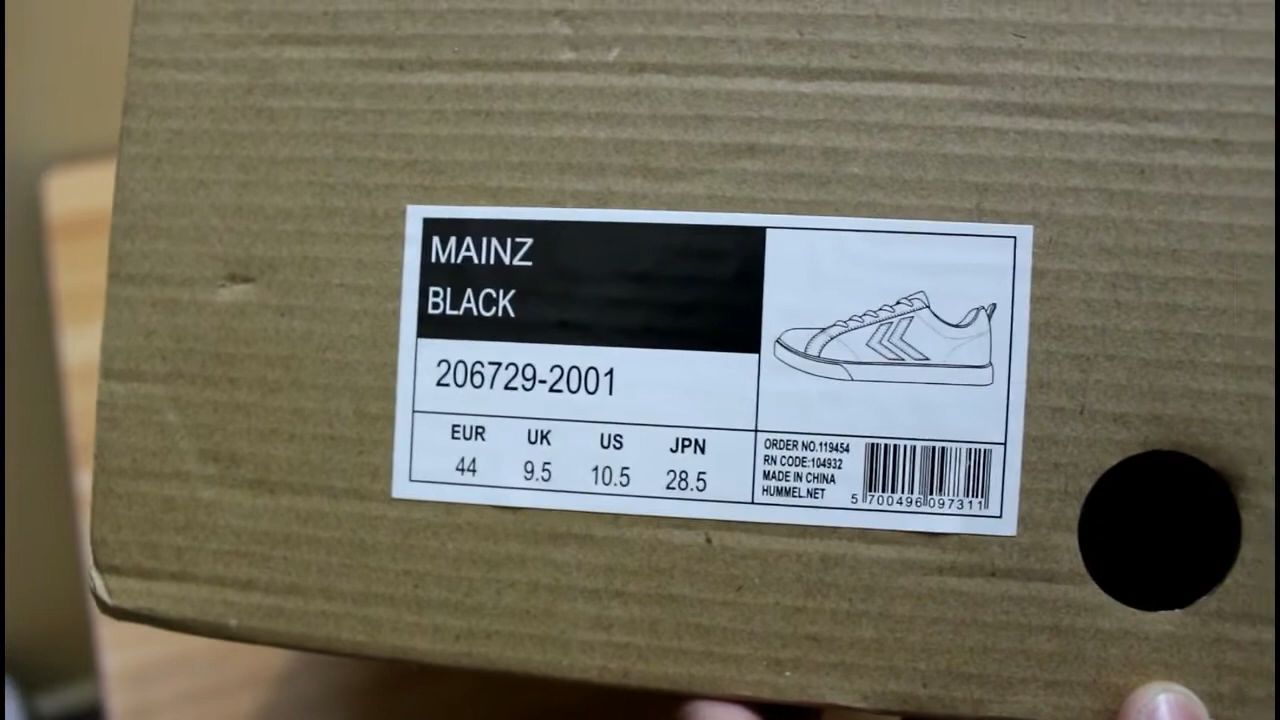 MAINZ
BLACK
206729-2001
EUR UK US JPN
44 9.5 10.5 28.5
ORDER NO.119454
RN CODE:104932
MADE IN CHINA
HUMMEL.NET
5 700496 097311